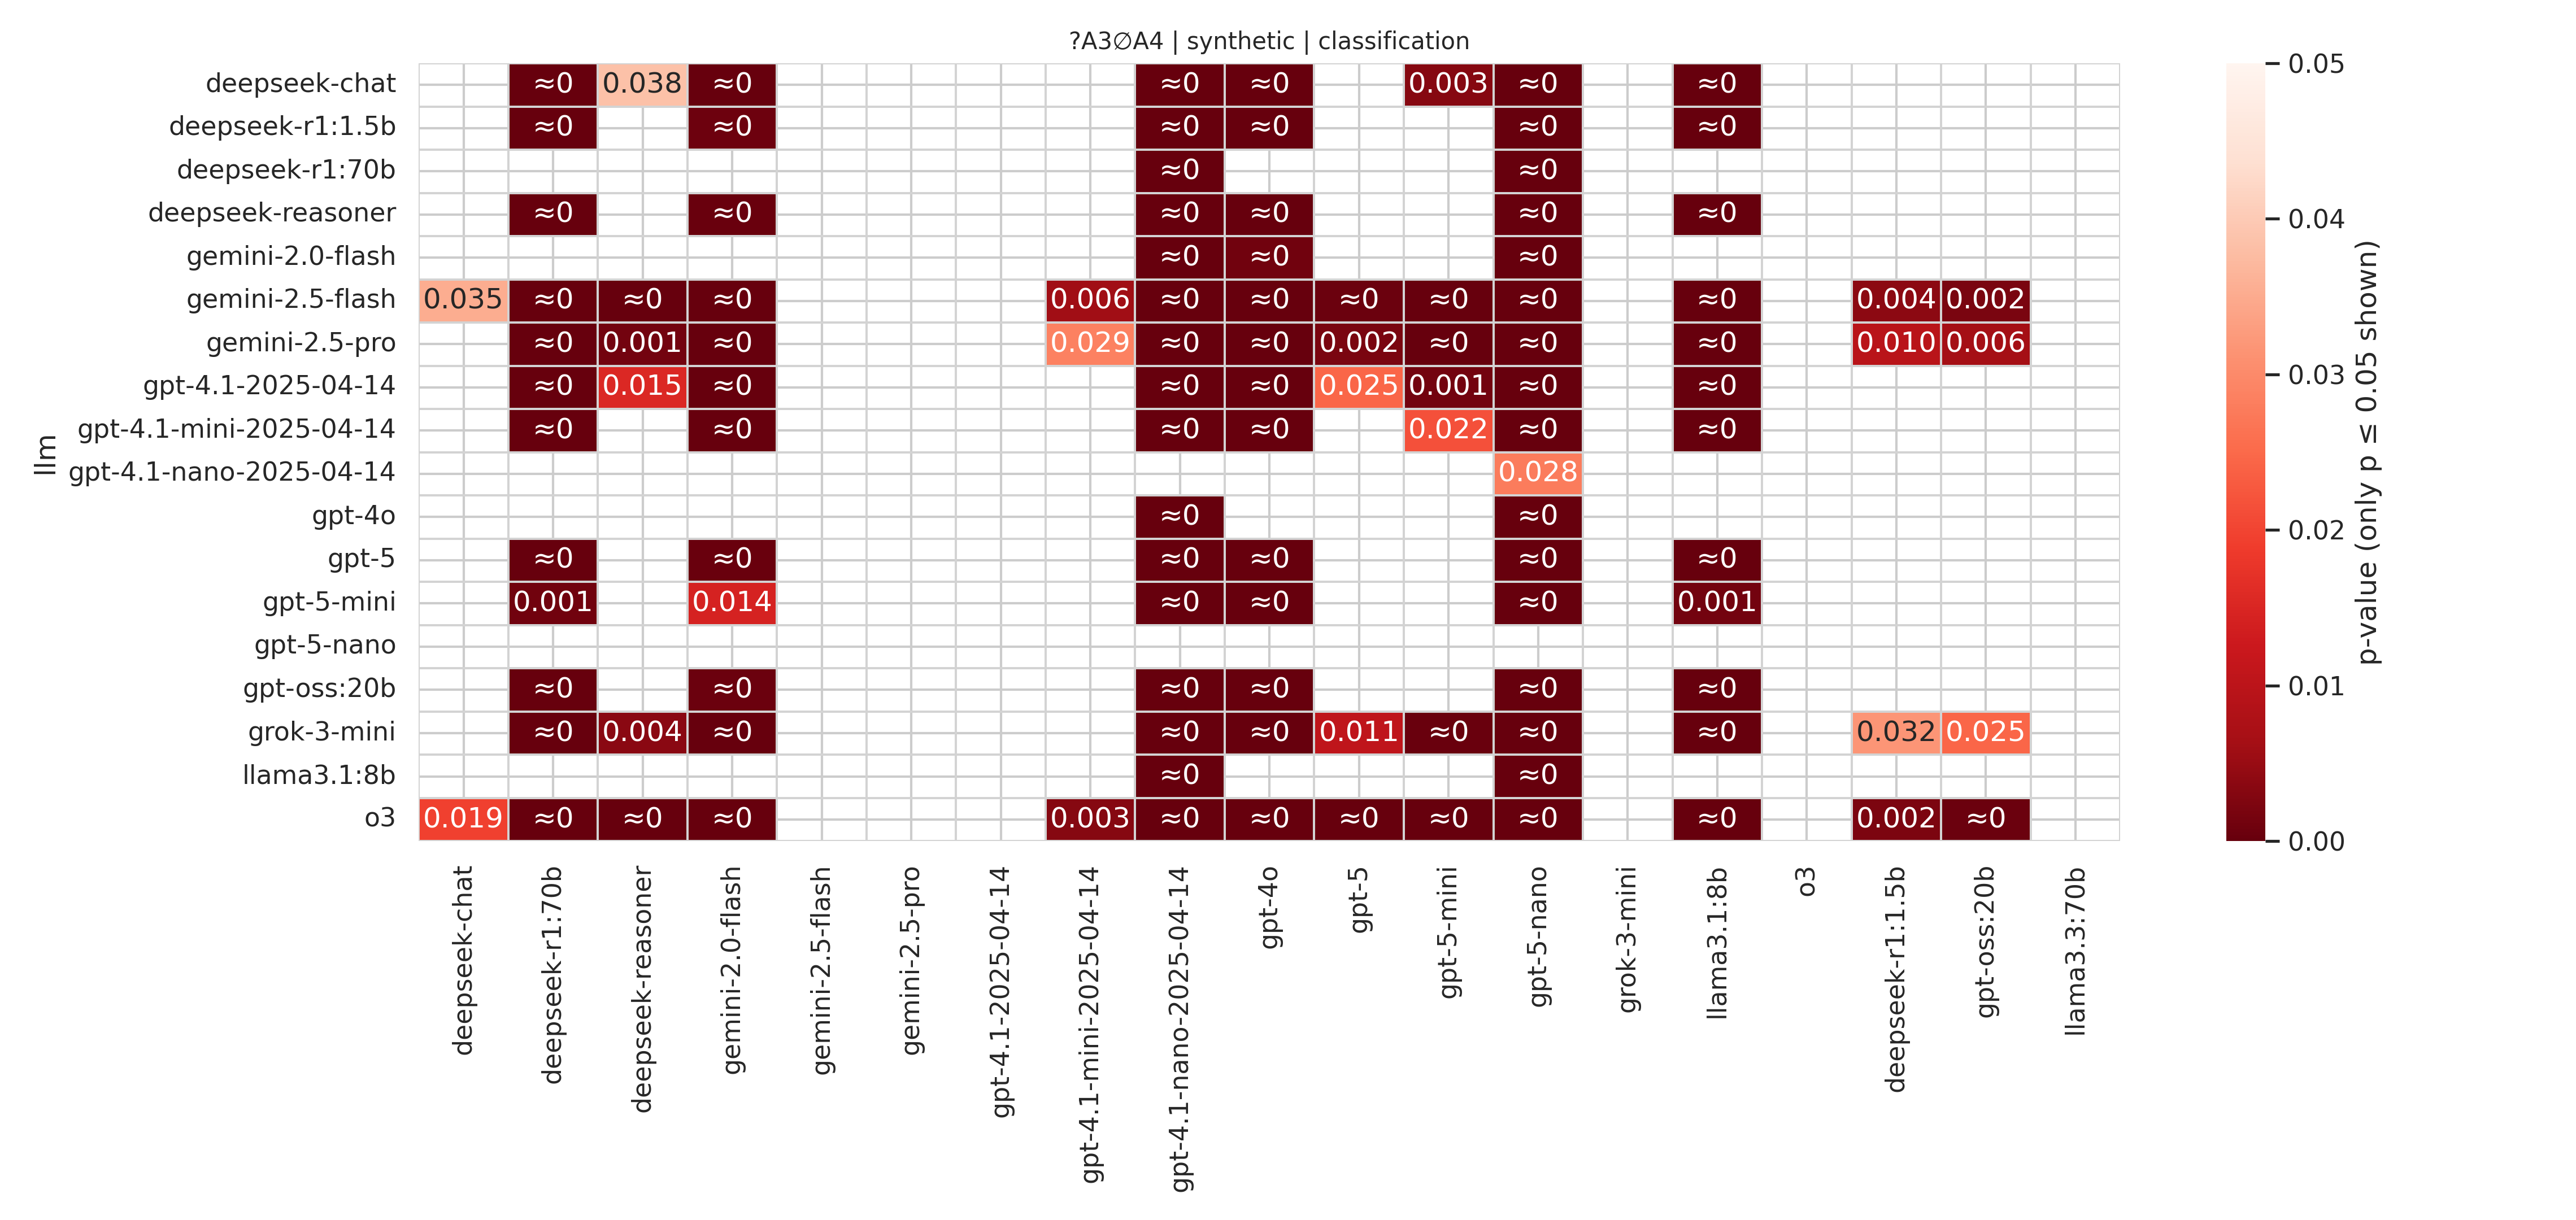 ?A3∅A4 | synthetic | classification
deepseek-chat ≈0 0.038 ≈0 ≈0 ≈0 0.003 ≈0 ≈0
deepseek-r1:1.5b ≈0 ≈0 ≈0 ≈0 ≈0 ≈0
deepseek-r1:70b ≈0 ≈0
deepseek-reasoner ≈0 ≈0 ≈0 ≈0 ≈0 ≈0
gemini-2.0-flash ≈0 ≈0 ≈0
gemini-2.5-flash 0.035 ≈0 ≈0 ≈0 0.006 ≈0 ≈0 ≈0 ≈0 ≈0 ≈0 0.004 0.002
gemini-2.5-pro ≈0 0.001 ≈0 0.029 ≈0 ≈0 0.002 ≈0 ≈0 ≈0 0.010 0.006
gpt-4.1-2025-04-14 ≈0 0.015 ≈0 ≈0 ≈0 0.025 0.001 ≈0 ≈0
gpt-4.1-mini-2025-04-14 ≈0 ≈0 ≈0 ≈0 0.022 ≈0 ≈0
gpt-4.1-nano-2025-04-14 0.028
gpt-4o ≈0 ≈0
gpt-5 ≈0 ≈0 ≈0 ≈0 ≈0 ≈0
gpt-5-mini 0.001 0.014 ≈0 ≈0 ≈0 0.001
gpt-5-nano
gpt-oss:20b ≈0 ≈0 ≈0 ≈0 ≈0 ≈0
grok-3-mini ≈0 0.004 ≈0 ≈0 ≈0 0.011 ≈0 ≈0 ≈0 0.032 0.025
llama3.1:8b ≈0 ≈0
o3 0.019 ≈0 ≈0 ≈0 0.003 ≈0 ≈0 ≈0 ≈0 ≈0 ≈0 0.002 ≈0
llm
deepseek-chat
deepseek-r1:70b
deepseek-reasoner
gemini-2.0-flash
gemini-2.5-flash
gemini-2.5-pro
gpt-4.1-2025-04-14
gpt-4.1-mini-2025-04-14
gpt-4.1-nano-2025-04-14
gpt-4o
gpt-5
gpt-5-mini
gpt-5-nano
grok-3-mini
llama3.1:8b
o3
deepseek-r1:1.5b
gpt-oss:20b
llama3.3:70b
0.05
0.04
0.03
0.02
0.01
0.00
p-value (only p ≤ 0.05 shown)